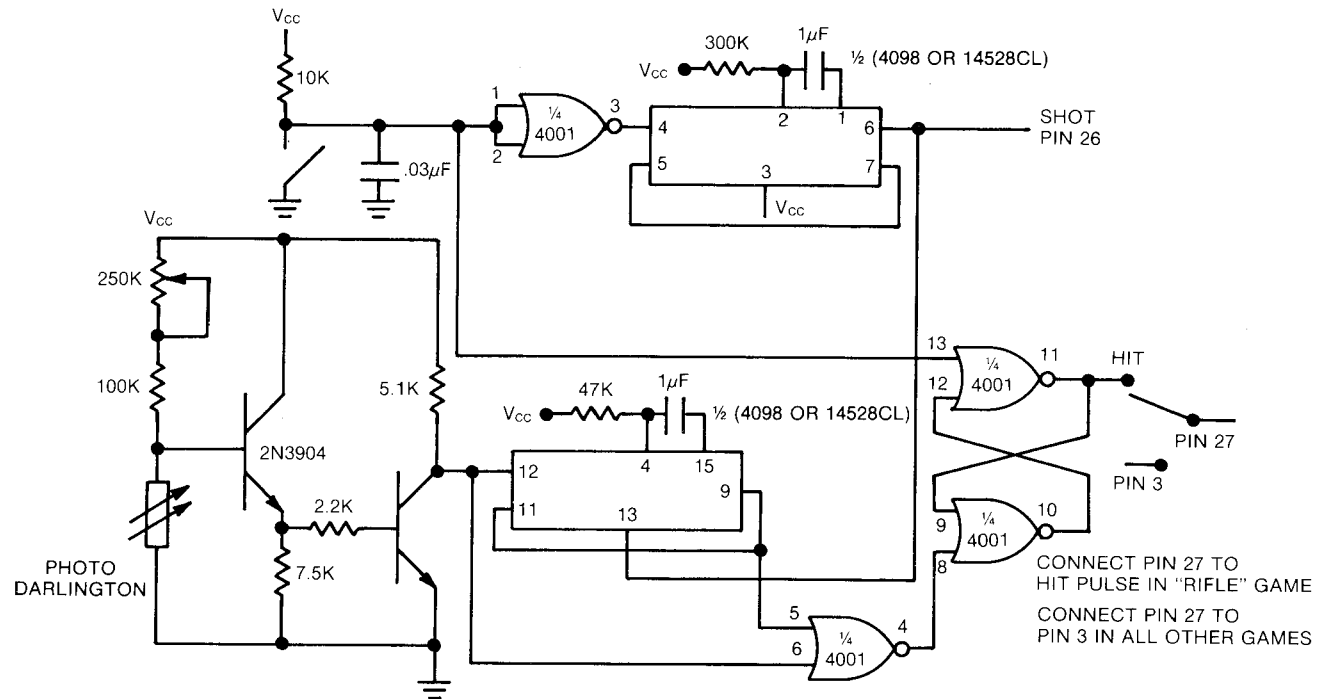 VCC
10K
.03µF
1
2
¼
4001
3
300K
1µF
½ (4098 OR 14528CL)
VCC
4
5
2
1
3
6
7
VCC
SHOT
PIN 26
VCC
250K
100K
2N3904
2.2K
7.5K
5.1K
PHOTO
DARLINGTON
47K
1µF
½ (4098 OR 14528CL)
VCC
12
11
4
15
13
9
5
6
¼
4001
4
13
12
¼
4001
11
HIT
PIN 27
PIN 3
9
8
¼
4001
10
CONNECT PIN 27 TO
HIT PULSE IN "RIFLE" GAME
CONNECT PIN 27 TO
PIN 3 IN ALL OTHER GAMES